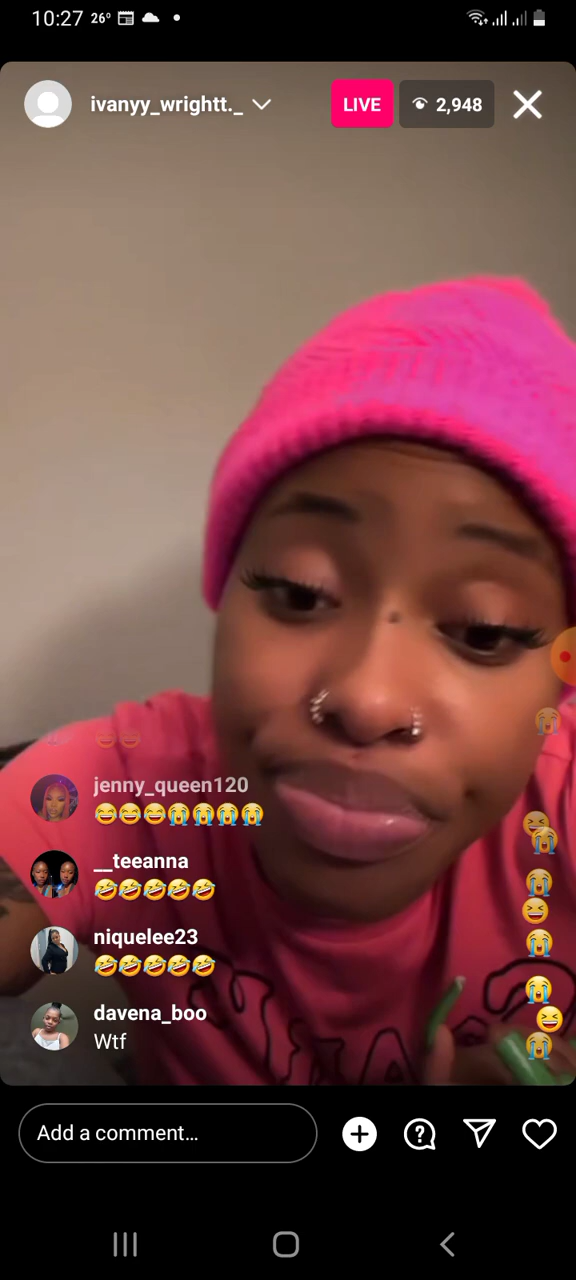 10:27 26°
ivanyy_wrightt._ LIVE 2,948
jenny_queen120
😂😂😂😭😭😭😭
__teeanna
🤣🤣🤣🤣🤣
niquelee23
🤣🤣🤣🤣🤣
davena_boo
Wtf
Add a comment...